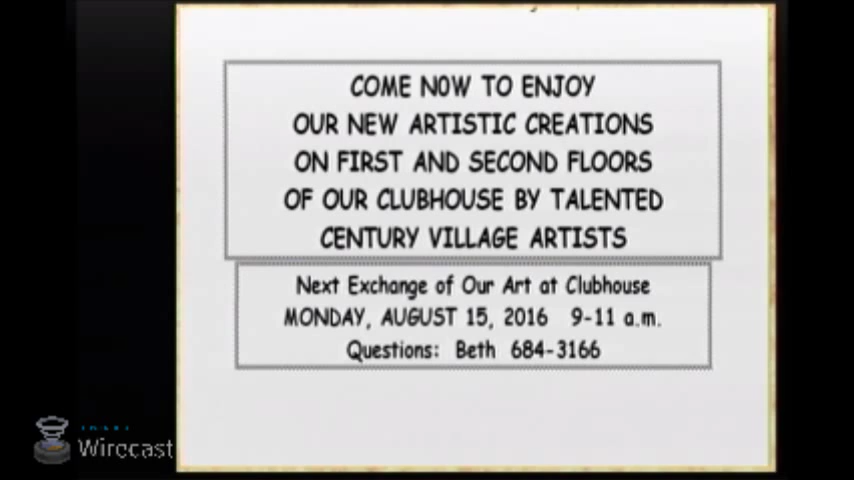 COME NOW TO ENJOY
OUR NEW ARTISTIC CREATIONS
ON FIRST AND SECOND FLOORS
OF OUR CLUBHOUSE BY TALENTED
CENTURY VILLAGE ARTISTS
Next Exchange of Our Art at Clubhouse
MONDAY, AUGUST 15, 2016 9-11 a.m.
Questions: Beth 684-3166
Wirecast